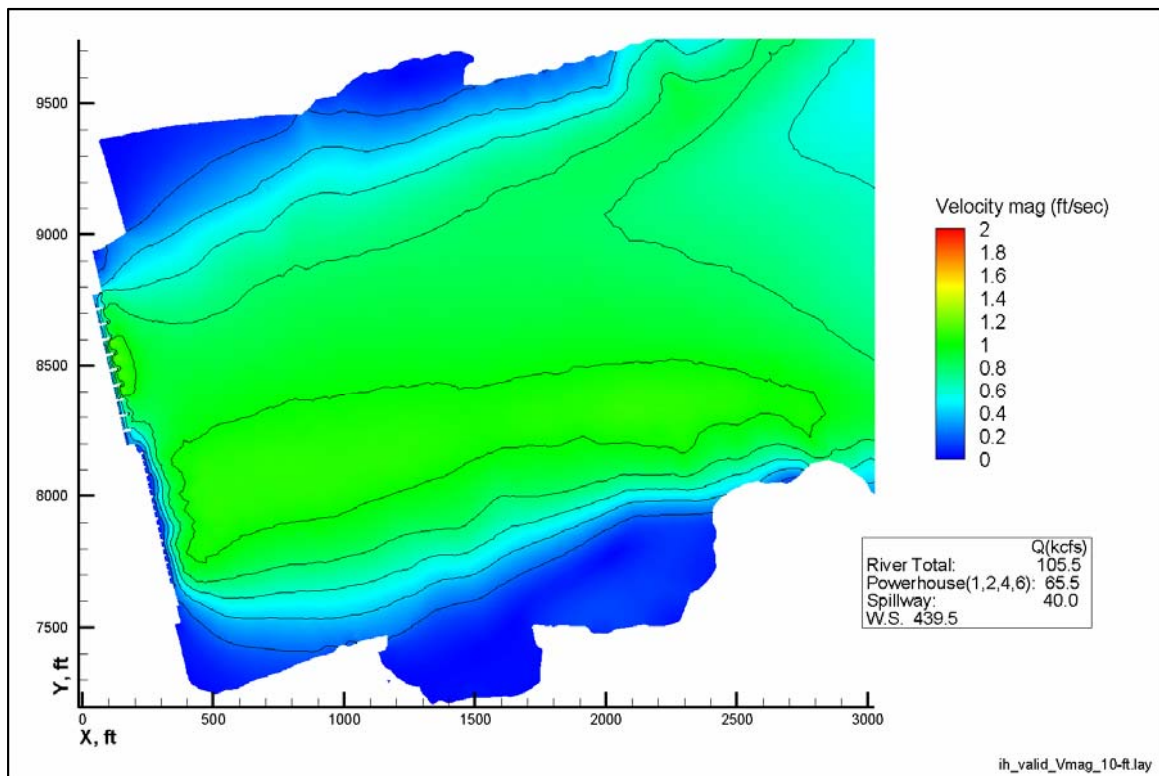 9500
9000
8500
8000
7500
Y, ft
0 500 1000 1500 2000 2500 3000
X, ft
Velocity mag (ft/sec)
2
1.8
1.6
1.4
1.2
1
0.8
0.6
0.4
0.2
0
Q(kcfs)
River Total: 105.5
Powerhouse(1,2,4,6): 65.5
Spillway: 40.0
W.S. 439.5
ih_valid_Vmag_10-ft.lay